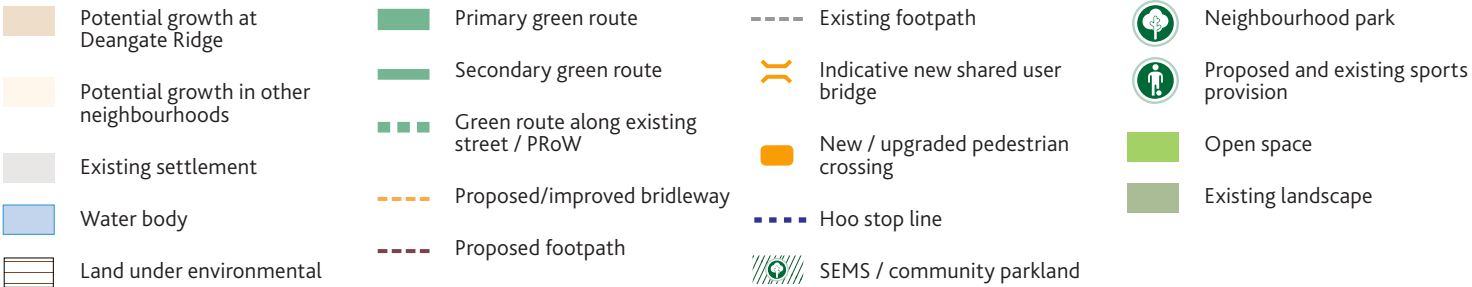 Potential growth at
Deangate Ridge
Potential growth in other
neighbourhoods
Existing settlement
Water body
Land under environmental
Primary green route
Secondary green route
Green route along existing
street / PRoW
Proposed/improved bridleway
Proposed footpath
Existing footpath
Indicative new shared user
bridge
New / upgraded pedestrian
crossing
Hoo stop line
SEMS / community parkland
Neighbourhood park
Proposed and existing sports
provision
Open space
Existing landscape